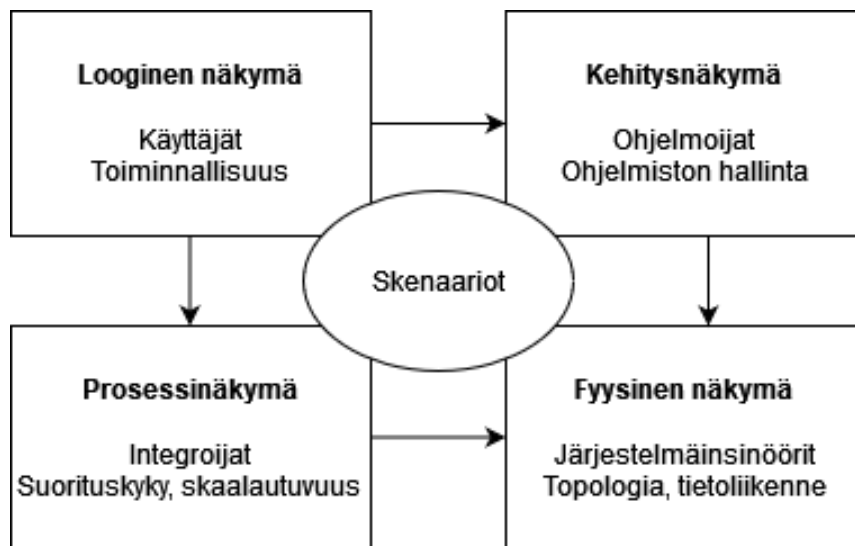 Looginen näkymä
Käyttäjät
Toiminnallisuus
Kehitysnäkymä
Ohjelmoijat
Ohjelmiston hallinta
Skenaariot
Prosessinäkymä
Integroijat
Suorituskyky, skaalautuvuus
Fyysinen näkymä
Järjestelmäinsinöörit
Topologia, tietoliikenne